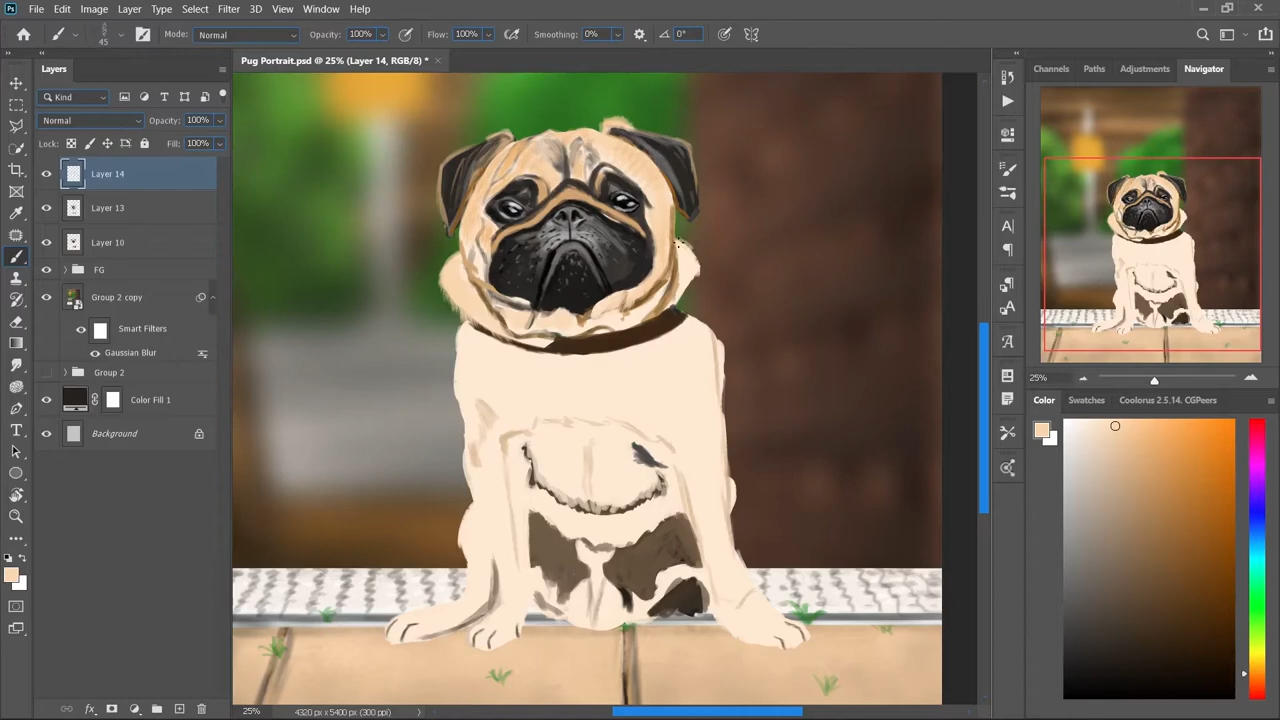 Ps File Edit Image Layer Type Select Filter 3D View Window Help
45 Mode: Normal Opacity: 100% Flow: 100% Smoothing: 0% 0°
Layers
Pug Portrait.psd @ 25% (Layer 14, RGB/8) *
Channels Paths Adjustments Navigator
Kind
Normal Opacity: 100%
Lock: Fill: 100%
Layer 14
Layer 13
Layer 10
FG
Group 2 copy
Smart Filters
Gaussian Blur
Group 2
Color Fill 1
Background
25%
Color Swatches Coolorus 2.5.14. CGPeers
25% 4320 px x 5400 px (300 ppi)